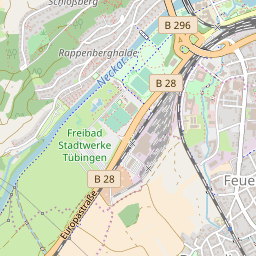 Schloßberg
B 296
Rappenberghalde
Neckar
B 28
Freibad
Stadtwerke
Tübingen
B 28
Feue
Europastraße